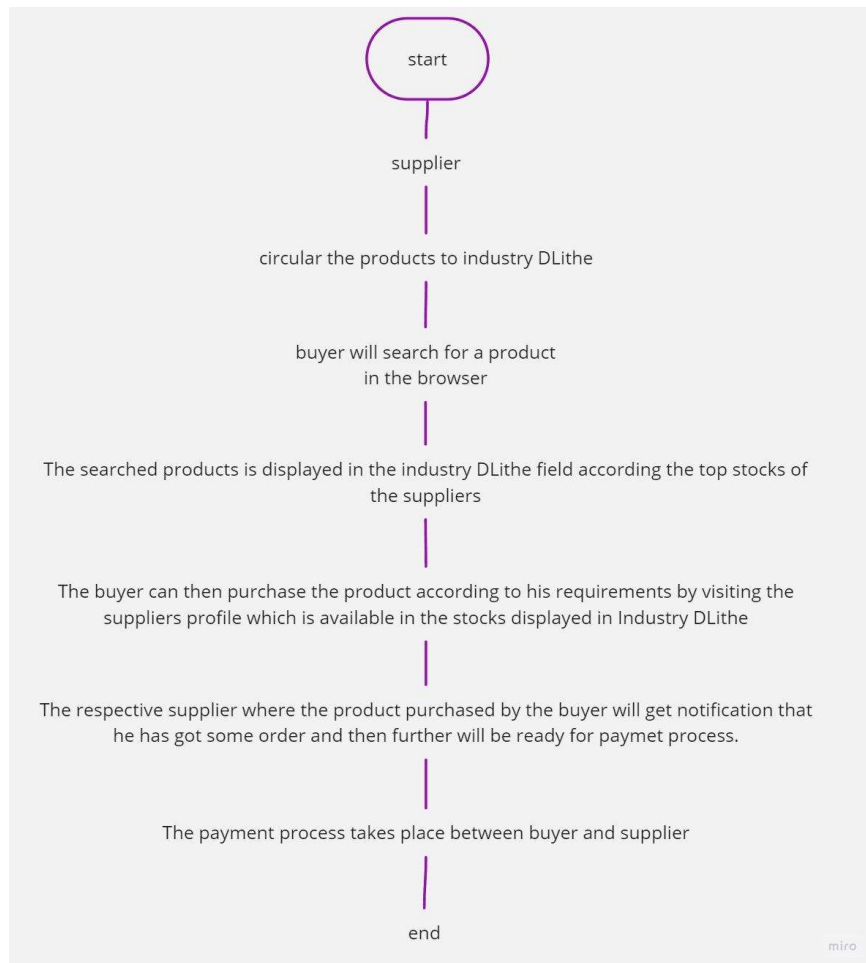 start
supplier
circular the products to industry DLithe
buyer will search for a product
in the browser
The searched products is displayed in the industry DLithe field according the top stocks of
the suppliers
The buyer can then purchase the product according to his requirements by visiting the
suppliers profile which is available in the stocks displayed in Industry DLithe
The respective supplier where the product purchased by the buyer will get notification that
he has got some order and then further will be ready for paymet process.
The payment process takes place between buyer and supplier
end
miro